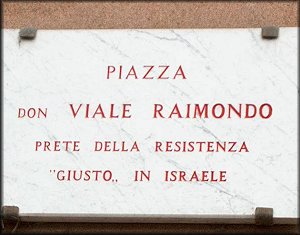 PIAZZA
DON VIALE RAIMONDO
PRETE DELLA RESISTENZA
"GIUSTO„ IN ISRAELE